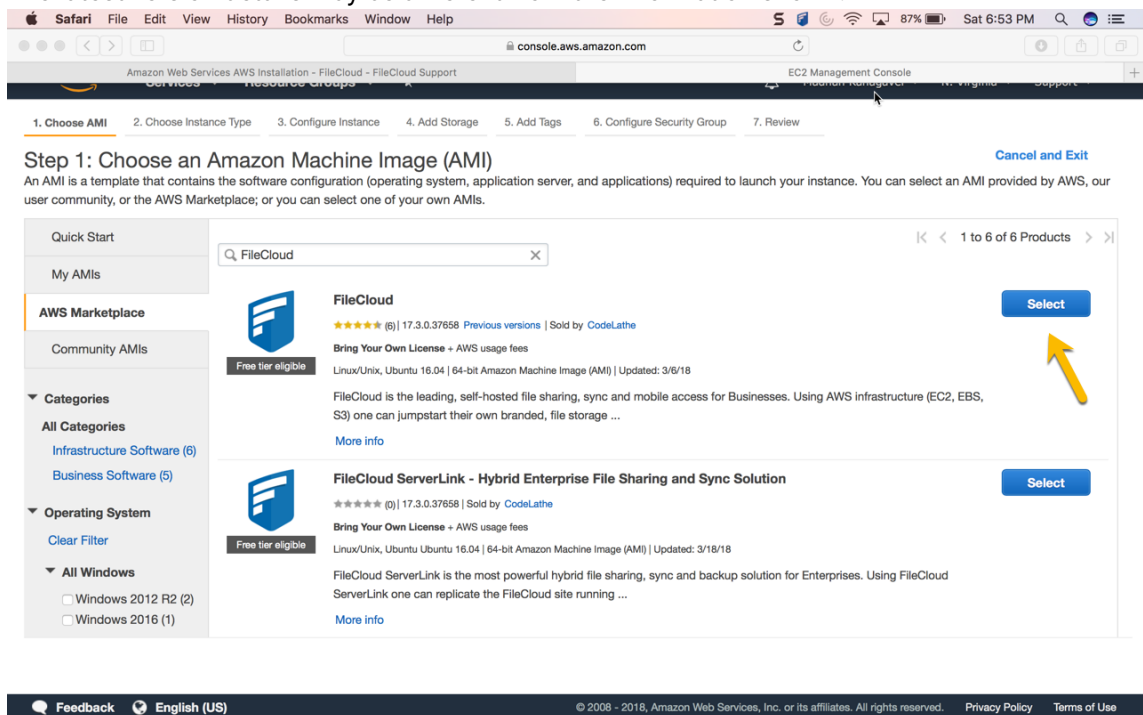 Safari File Edit View History Bookmarks Window Help 87% Sat 6:53 PM
console.aws.amazon.com
Amazon Web Services AWS Installation - FileCloud - FileCloud Support EC2 Management Console
Services Resource Groups N. Virginia Support
1. Choose AMI 2. Choose Instance Type 3. Configure Instance 4. Add Storage 5. Add Tags 6. Configure Security Group 7. Review
Step 1: Choose an Amazon Machine Image (AMI)
Cancel and Exit
An AMI is a template that contains the software configuration (operating system, application server, and applications) required to launch your instance. You can select an AMI provided by AWS, our
user community, or the AWS Marketplace; or you can select one of your own AMIs.
Quick Start
My AMIs
AWS Marketplace
Community AMIs
Categories
All Categories
Infrastructure Software (6)
Business Software (5)
Operating System
Clear Filter
All Windows
Windows 2012 R2 (2)
Windows 2016 (1)
FileCloud
1 to 6 of 6 Products
FileCloud
Select
(6) | 17.3.0.37658 Previous versions | Sold by CodeLathe
Bring Your Own License + AWS usage fees
Free tier eligible
Linux/Unix, Ubuntu 16.04 | 64-bit Amazon Machine Image (AMI) | Updated: 3/6/18
FileCloud is the leading, self-hosted file sharing, sync and mobile access for Businesses. Using AWS infrastructure (EC2, EBS,
S3) one can jumpstart their own branded, file storage ...
More info
FileCloud ServerLink - Hybrid Enterprise File Sharing and Sync Solution
Select
(0) | 17.3.0.37658 | Sold by CodeLathe
Bring Your Own License + AWS usage fees
Free tier eligible
Linux/Unix, Ubuntu Ubuntu 16.04 | 64-bit Amazon Machine Image (AMI) | Updated: 3/18/18
FileCloud ServerLink is the most powerful hybrid file sharing, sync and backup solution for Enterprises. Using FileCloud
ServerLink one can replicate the FileCloud site running ...
More info
Feedback English (US) © 2008 - 2018, Amazon Web Services, Inc. or its affiliates. All rights reserved. Privacy Policy Terms of Use